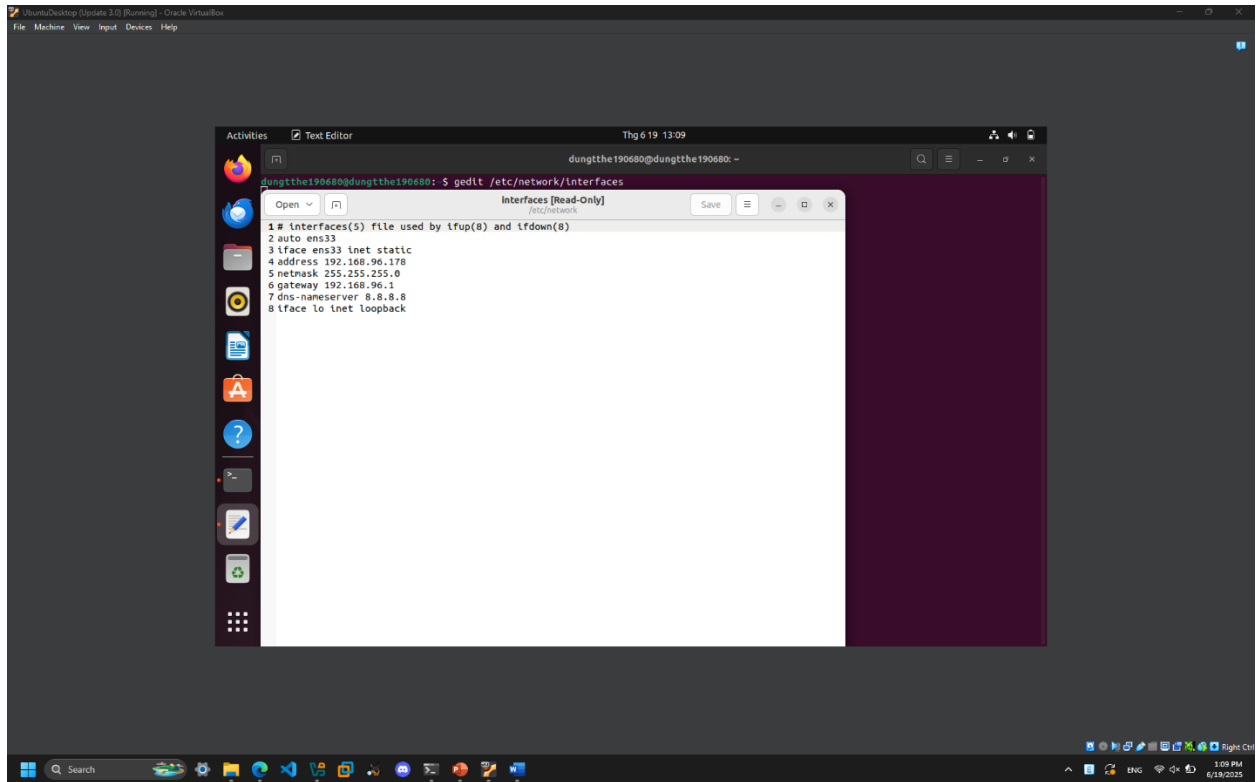 UbuntuDesktop (Update 3.0) [Running] - Oracle VirtualBox
File Machine View Input Devices Help
Activities Text Editor Thg 6 19 13:09
dungtthe190680@dungtthe190680: ~
dungtthe190680@dungtthe190680:~$ gedit /etc/network/interfaces
Open interfaces [Read-Only] Save
/etc/network
1 # interfaces(5) file used by ifup(8) and ifdown(8)
2 auto ens33
3 iface ens33 inet static
4 address 192.168.96.178
5 netmask 255.255.255.0
6 gateway 192.168.96.1
7 dns-nameserver 8.8.8.8
8 iface lo inet loopback
Right Ctrl
Search ENG 1:09 PM
6/19/2025